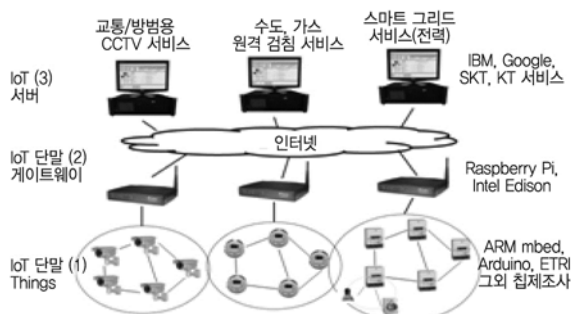 교통/방범용
CCTV 서비스
수도, 가스
원격 검침 서비스
스마트 그리드
서비스(전력)
IoT (3)
서버
IBM, Google,
SKT, KT 서비스
인터넷
IoT 단말 (2)
게이트웨이
Raspberry Pi,
Intel Edison
IoT 단말 (1)
Things
ARM mbed,
Arduino, ETRI
그외 칩제조사